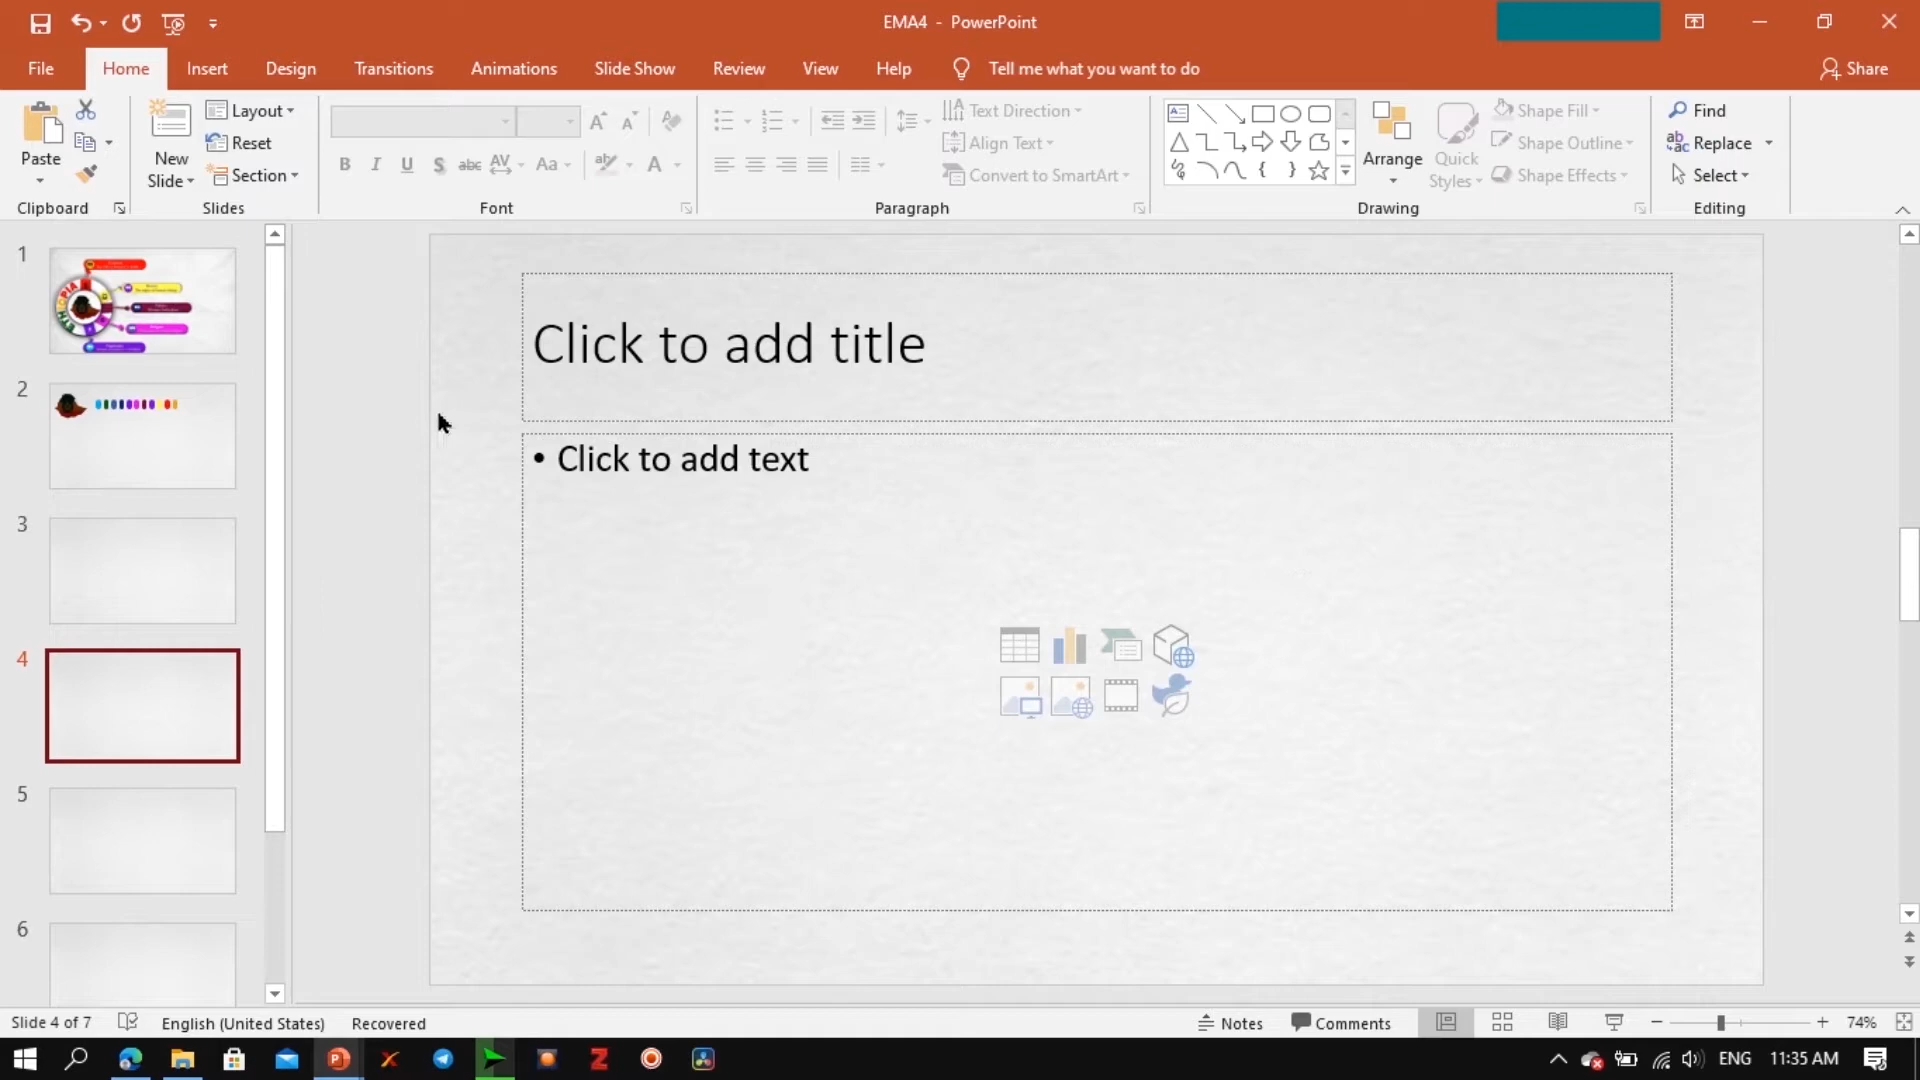 EMA4 - PowerPoint
File Home Insert Design Transitions Animations Slide Show Review View Help Tell me what you want to do Share
Paste
Clipboard
New Slide
Layout
Reset
Section
Slides
B I U S abc AV Aa A
Font
Text Direction
Align Text
Convert to SmartArt
Paragraph
Arrange
Quick Styles
Shape Fill
Shape Outline
Shape Effects
Drawing
Find
Replace
Select
Editing
1
ETHIOPIA
2
3
4
5
6
Click to add title
• Click to add text
Slide 4 of 7 English (United States) Recovered Notes Comments 74%
ENG 11:35 AM